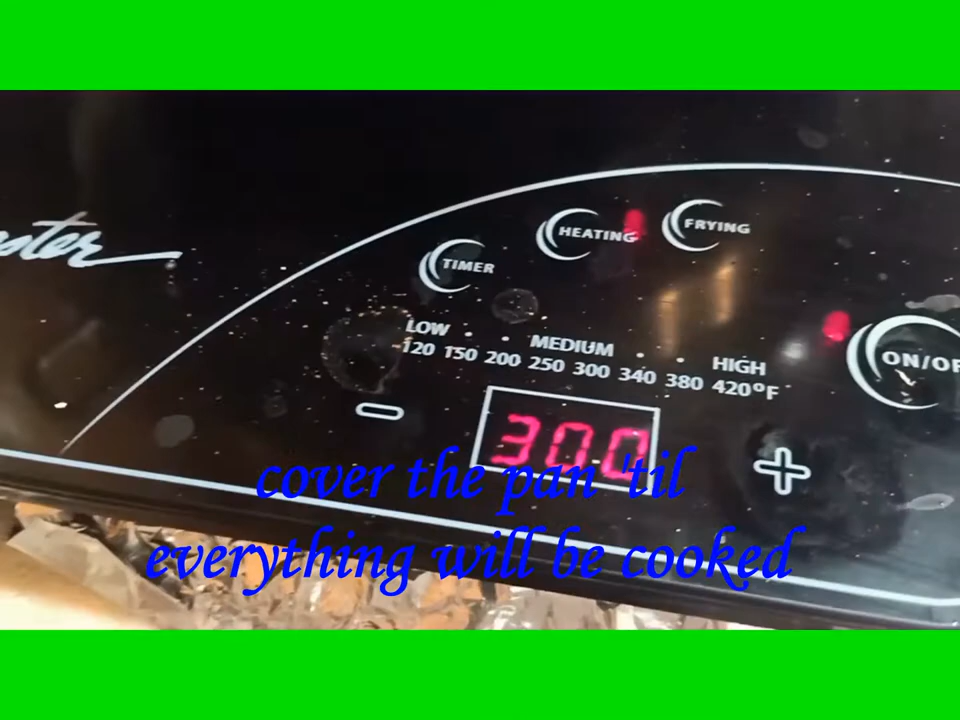 HEATING
FRYING
TIMER
ON/OF
LOW MEDIUM HIGH
120 150 200 250 300 340 380 420°F
300
cover the pan 'til
everything will be cooked